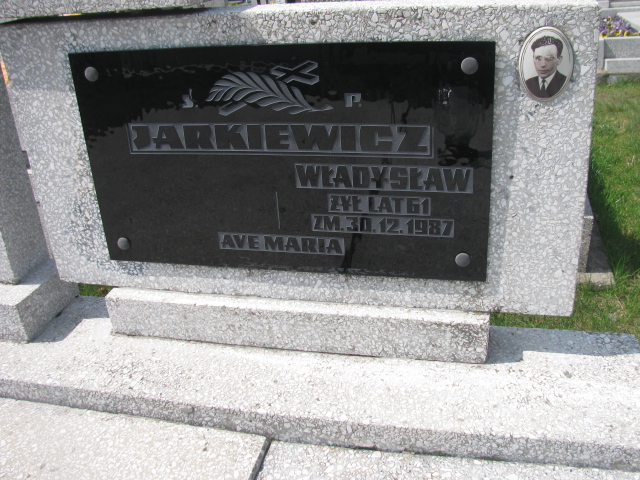 Ś. P.
JARKIEWICZ
WŁADYSŁAW
ŻYŁ LAT 61
ZM. 30.12.1987
AVE MARIA